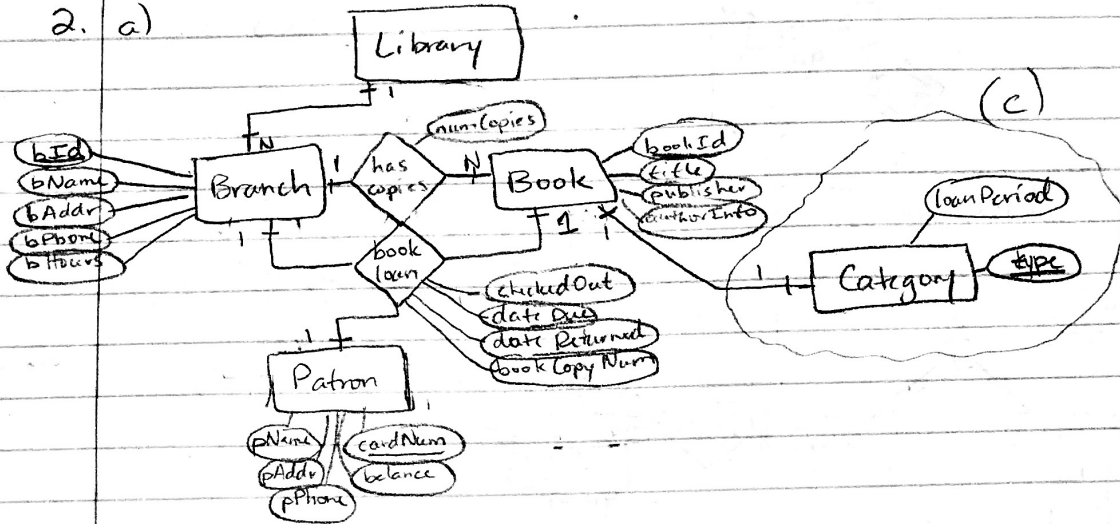 2. a)
Library
1
(c)
N
numCopies
bId
bName
bAddr
bPhone
bHours
Branch
1
has copies
N
Book
bookId
title
publisher
authorInfo
loanPeriod
1
1
1
1
book loan
1
Category
type
checkedOut
dateDue
dateReturned
bookCopyNum
1
Patron
pName
cardNum
pAddr
balance
pPhone